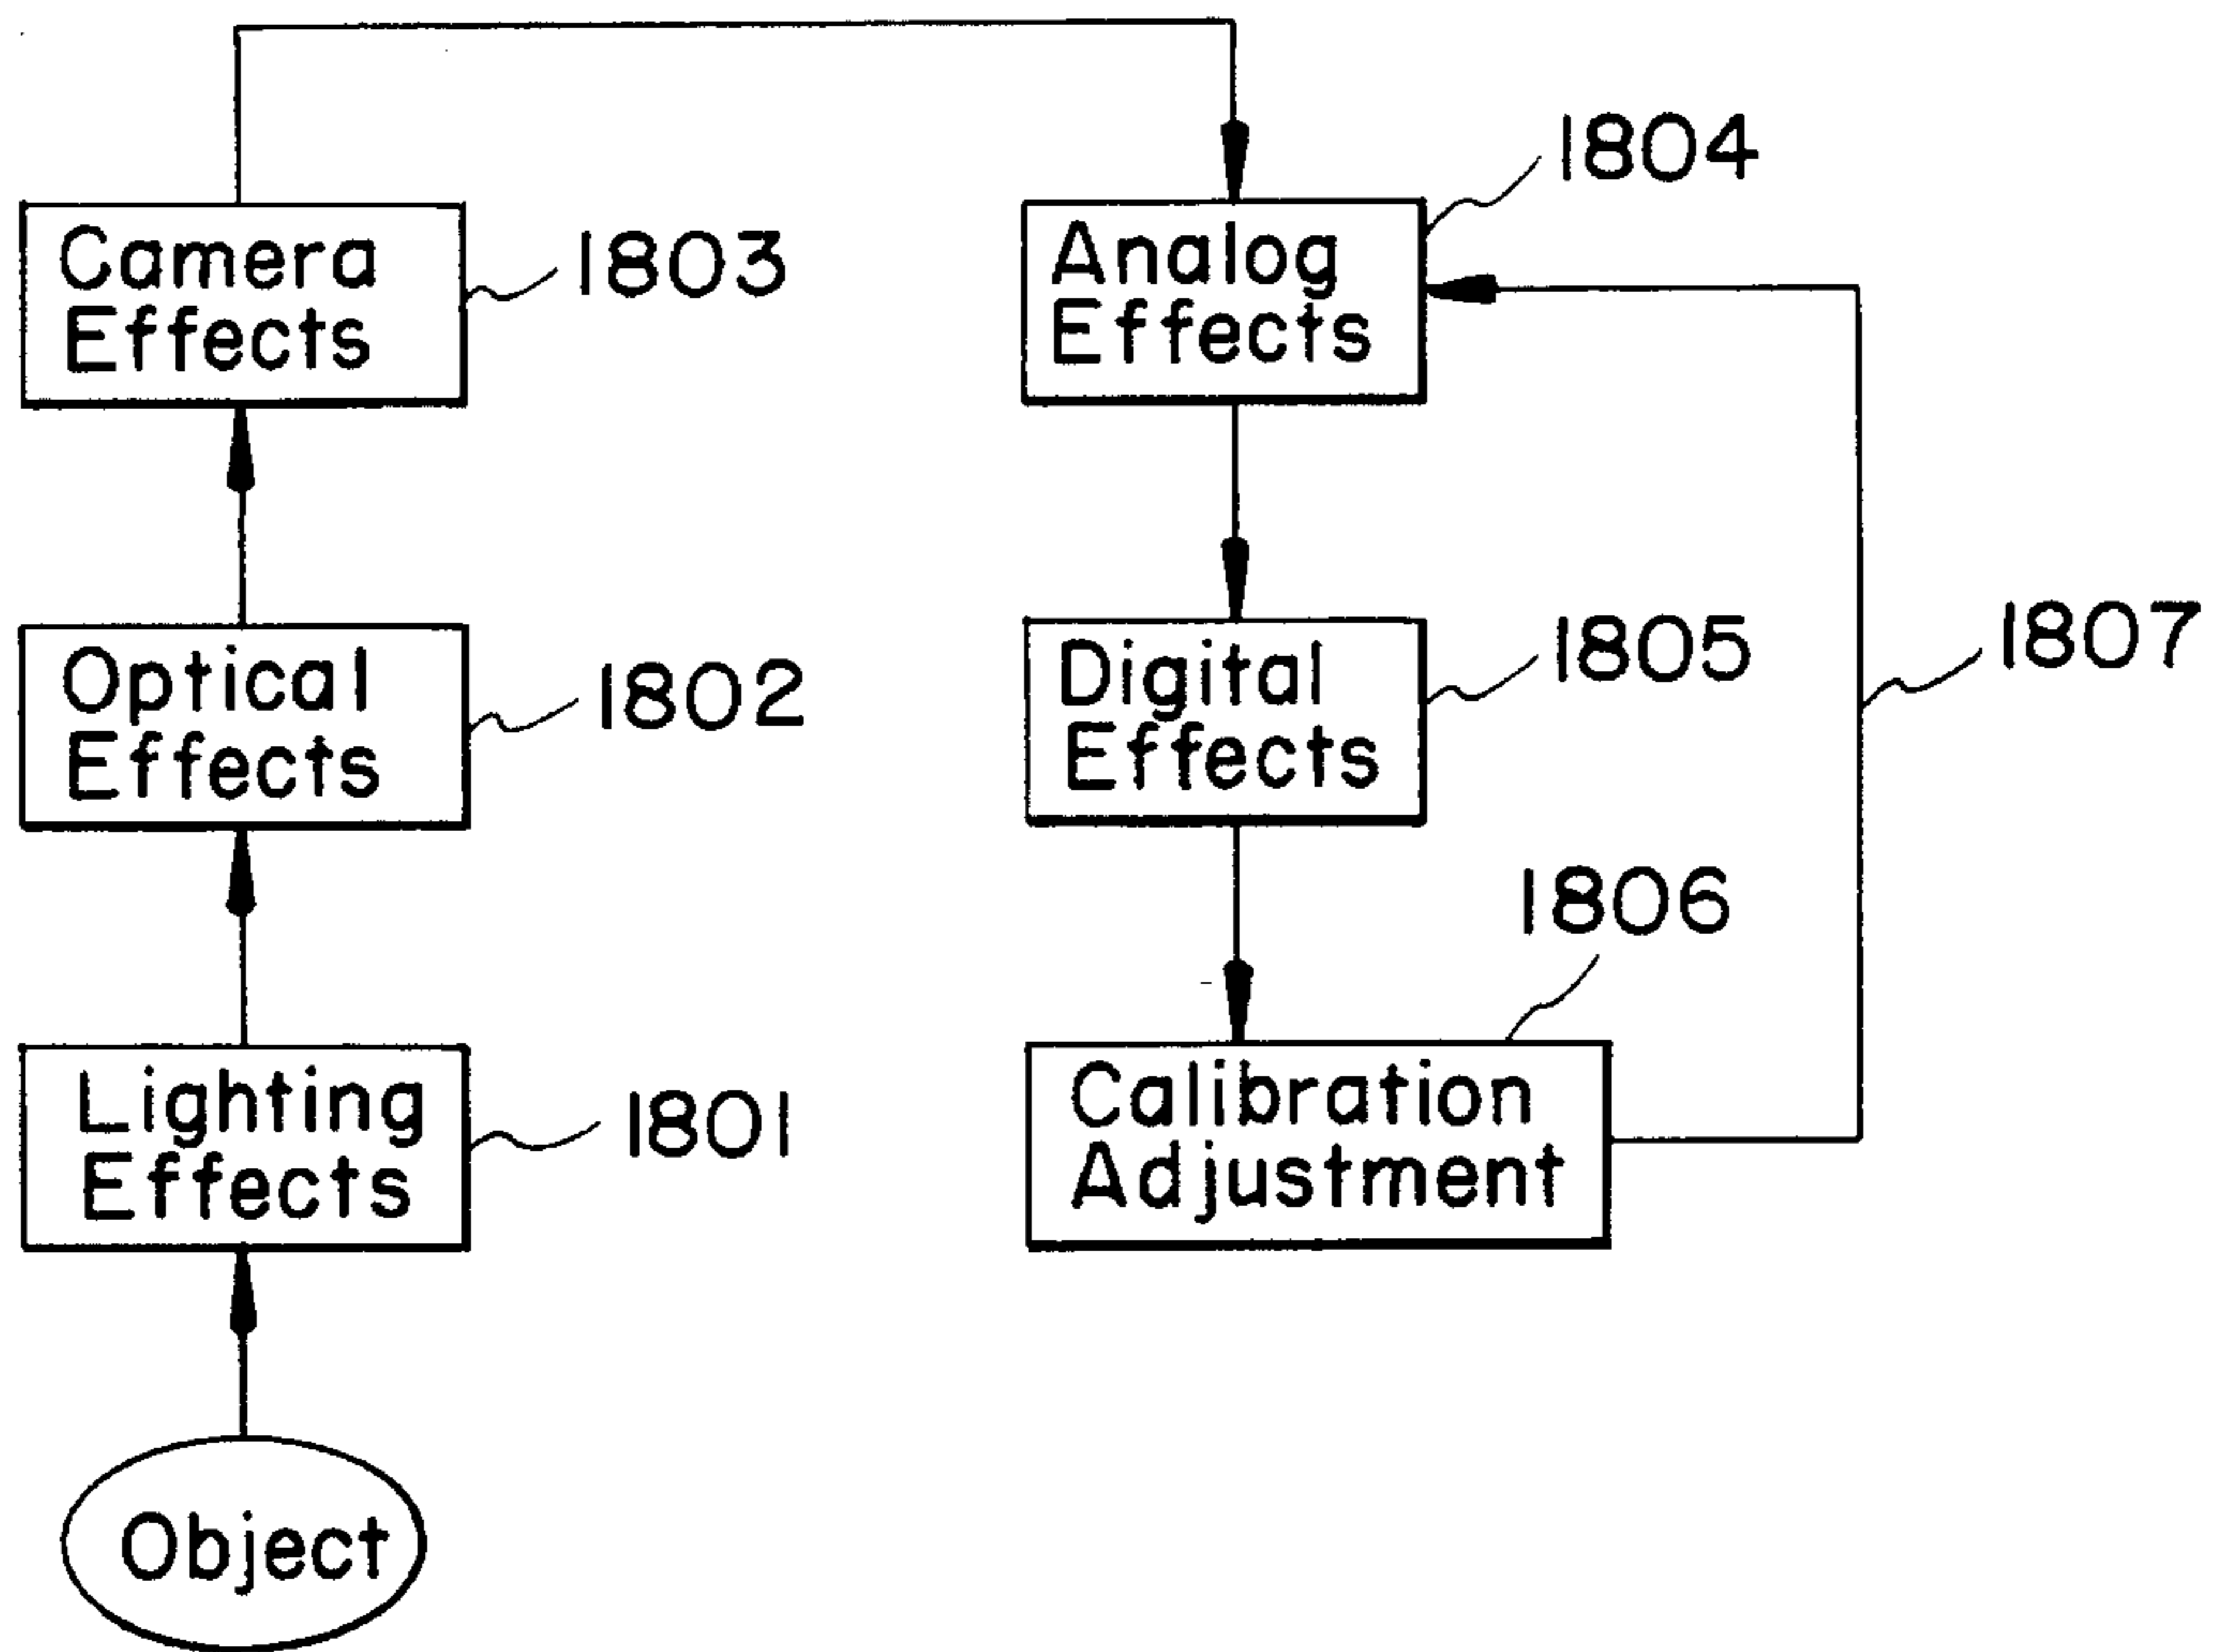 Camera
Effects
1803
Optical
Effects
1802
Lighting
Effects
1801
Object
Analog
Effects
1804
Digital
Effects
1805
Calibration
Adjustment
1806
1807